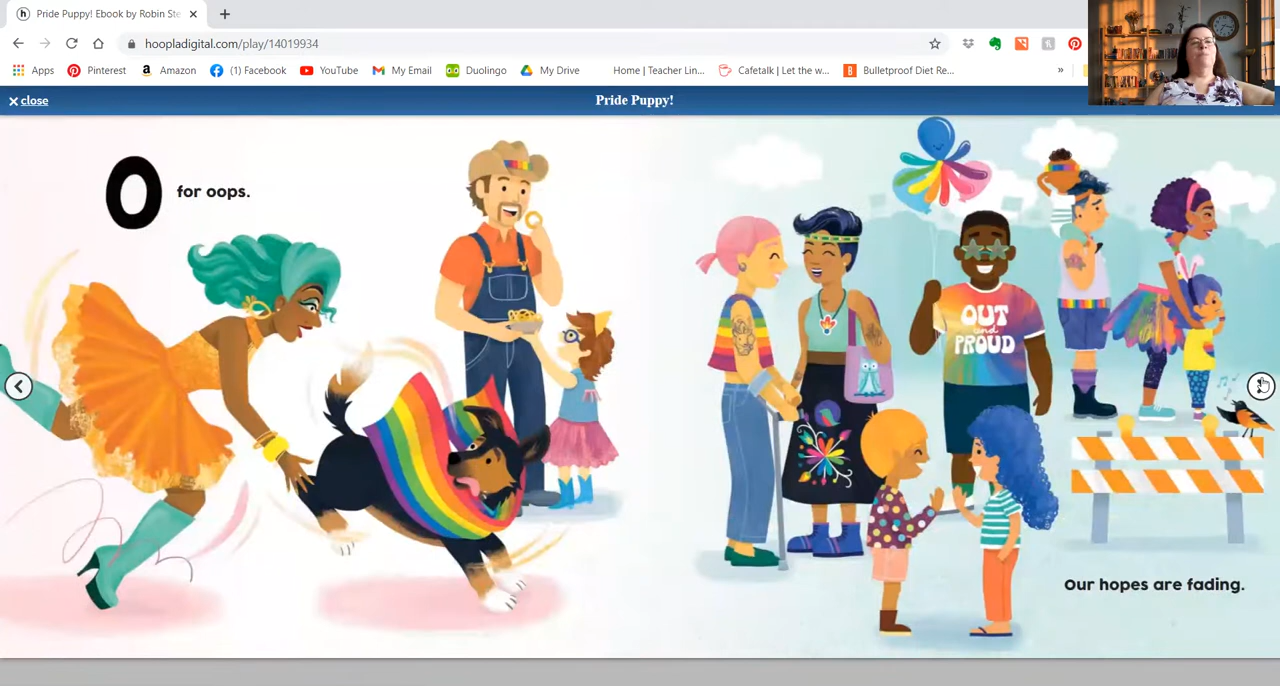 Pride Puppy! Ebook by Robin Ste
hoopladigital.com/play/14019934
Apps Pinterest Amazon (1) Facebook YouTube My Email Duolingo My Drive Home | Teacher Lin... Cafetalk | Let the w... Bulletproof Diet Re... »
close Pride Puppy!
O for oops.
OUT
and
PROUD
Our hopes are fading.